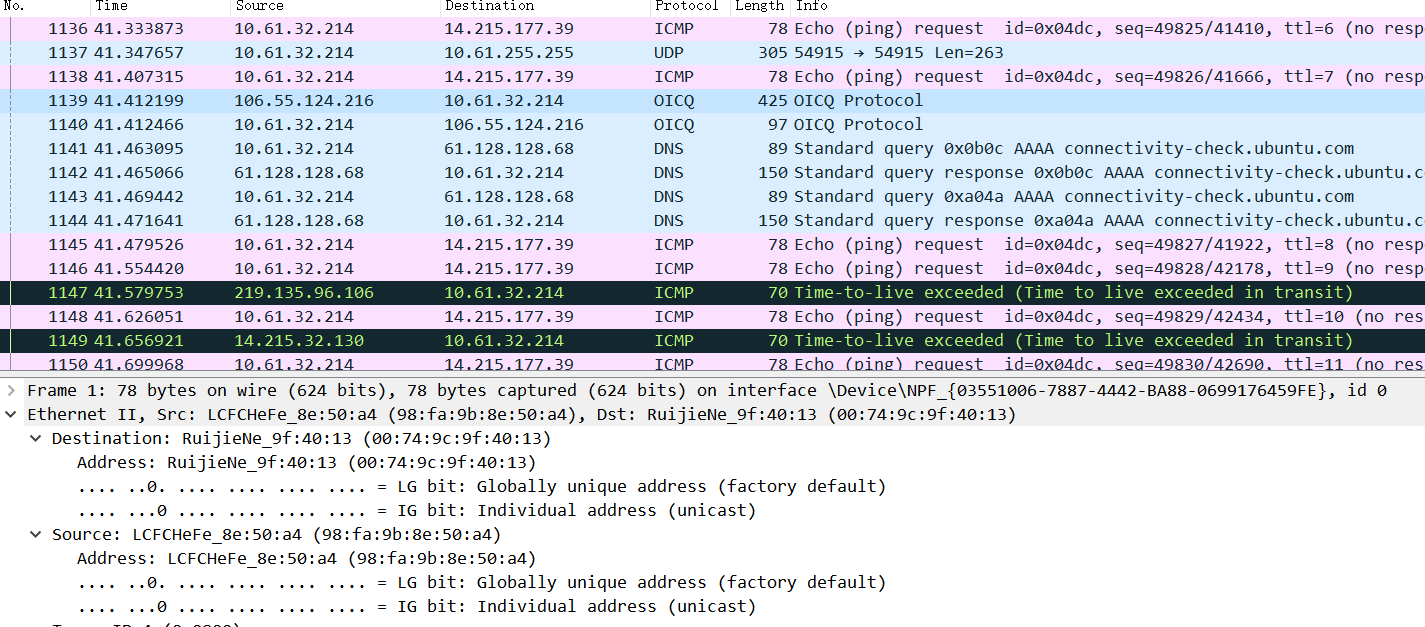 No. Time Source Destination Protocol Length Info
1136 41.333873 10.61.32.214 14.215.177.39 ICMP 78 Echo (ping) request id=0x04dc, seq=49825/41410, ttl=6 (no resp
1137 41.347657 10.61.32.214 10.61.255.255 UDP 305 54915 → 54915 Len=263
1138 41.407315 10.61.32.214 14.215.177.39 ICMP 78 Echo (ping) request id=0x04dc, seq=49826/41666, ttl=7 (no resp
1139 41.412199 106.55.124.216 10.61.32.214 OICQ 425 OICQ Protocol
1140 41.412466 10.61.32.214 106.55.124.216 OICQ 97 OICQ Protocol
1141 41.463095 10.61.32.214 61.128.128.68 DNS 89 Standard query 0x0b0c AAAA connectivity-check.ubuntu.com
1142 41.465066 61.128.128.68 10.61.32.214 DNS 150 Standard query response 0x0b0c AAAA connectivity-check.ubuntu.c
1143 41.469442 10.61.32.214 61.128.128.68 DNS 89 Standard query 0xa04a AAAA connectivity-check.ubuntu.com
1144 41.471641 61.128.128.68 10.61.32.214 DNS 150 Standard query response 0xa04a AAAA connectivity-check.ubuntu.c
1145 41.479526 10.61.32.214 14.215.177.39 ICMP 78 Echo (ping) request id=0x04dc, seq=49827/41922, ttl=8 (no resp
1146 41.554420 10.61.32.214 14.215.177.39 ICMP 78 Echo (ping) request id=0x04dc, seq=49828/42178, ttl=9 (no resp
1147 41.579753 219.135.96.106 10.61.32.214 ICMP 70 Time-to-live exceeded (Time to live exceeded in transit)
1148 41.626051 10.61.32.214 14.215.177.39 ICMP 78 Echo (ping) request id=0x04dc, seq=49829/42434, ttl=10 (no res
1149 41.656921 14.215.32.130 10.61.32.214 ICMP 70 Time-to-live exceeded (Time to live exceeded in transit)
1150 41.699968 10.61.32.214 14.215.177.39 ICMP 78 Echo (ping) request id=0x04dc, seq=49830/42690, ttl=11 (no res
Frame 1: 78 bytes on wire (624 bits), 78 bytes captured (624 bits) on interface \Device\NPF_{03551006-7887-4442-BA88-0699176459FE}, id 0
Ethernet II, Src: LCFCHeFe_8e:50:a4 (98:fa:9b:8e:50:a4), Dst: RuijieNe_9f:40:13 (00:74:9c:9f:40:13)
Destination: RuijieNe_9f:40:13 (00:74:9c:9f:40:13)
Address: RuijieNe_9f:40:13 (00:74:9c:9f:40:13)
.... ..0. .... .... .... .... = LG bit: Globally unique address (factory default)
.... ...0 .... .... .... .... = IG bit: Individual address (unicast)
Source: LCFCHeFe_8e:50:a4 (98:fa:9b:8e:50:a4)
Address: LCFCHeFe_8e:50:a4 (98:fa:9b:8e:50:a4)
.... ..0. .... .... .... .... = LG bit: Globally unique address (factory default)
.... ...0 .... .... .... .... = IG bit: Individual address (unicast)